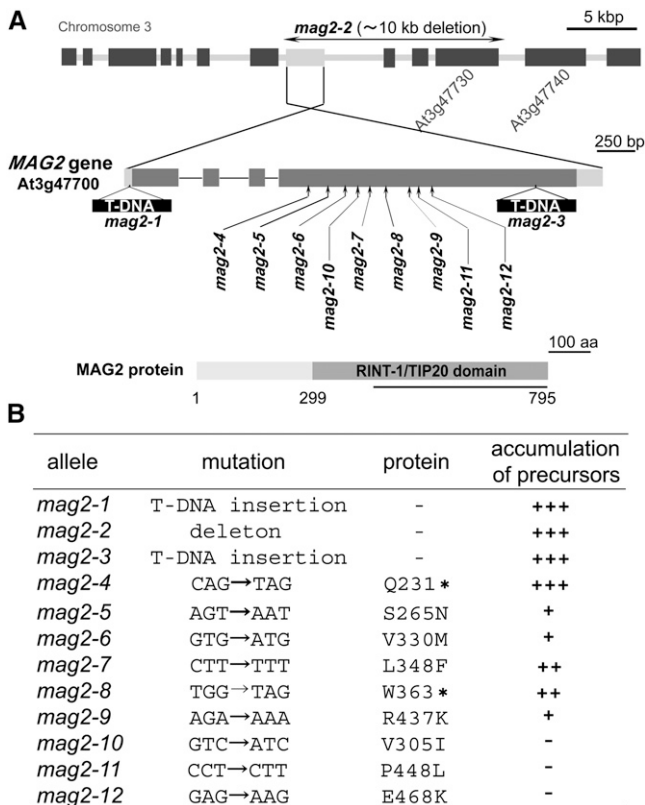 A
Chromosome 3
mag2-2 (~10 kb deletion)
5 kbp
At3g47730
At3g47740
250 bp
MAG2 gene
At3g47700
T-DNA
mag2-1
T-DNA
mag2-3
mag2-4
mag2-5
mag2-6
mag2-10
mag2-7
mag2-8
mag2-9
mag2-11
mag2-12
100 aa
MAG2 protein
RINT-1/TIP20 domain
1 299 795
B
allele mutation protein accumulation of precursors
mag2-1 T-DNA insertion - +++
mag2-2 deleton - +++
mag2-3 T-DNA insertion - +++
mag2-4 CAG→TAG Q231* +++
mag2-5 AGT→AAT S265N +
mag2-6 GTG→ATG V330M +
mag2-7 CTT→TTT L348F ++
mag2-8 TGG→TAG W363* ++
mag2-9 AGA→AAA R437K +
mag2-10 GTC→ATC V305I -
mag2-11 CCT→CTT P448L -
mag2-12 GAG→AAG E468K -